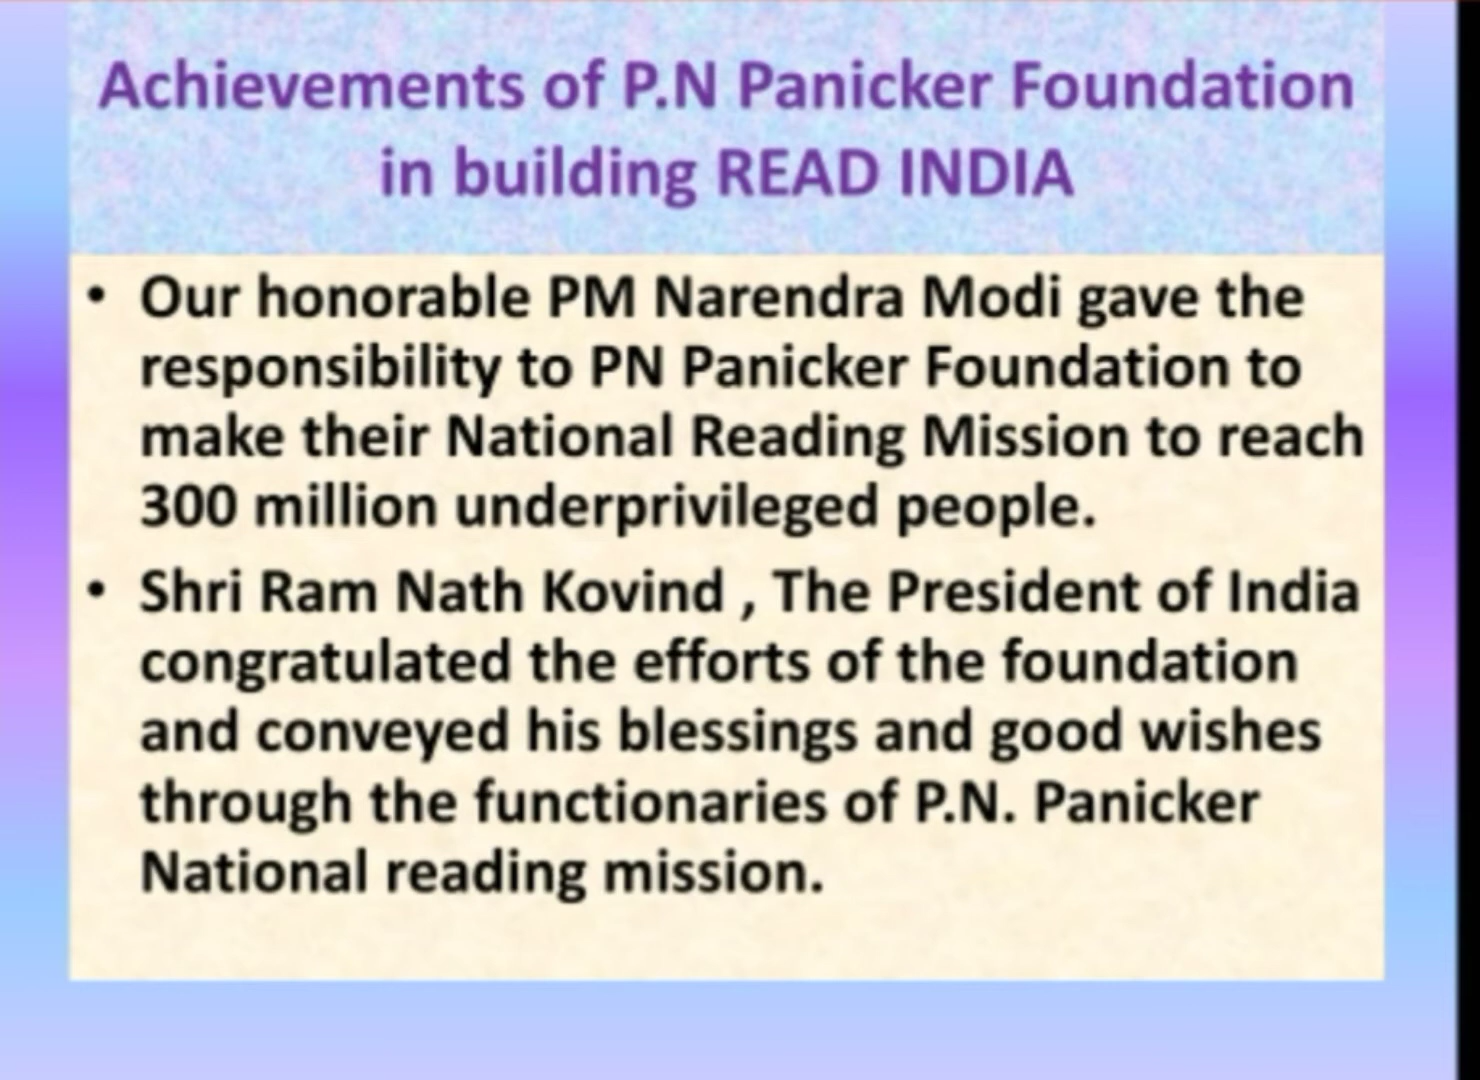 Achievements of P.N Panicker Foundation
in building READ INDIA
• Our honorable PM Narendra Modi gave the
responsibility to PN Panicker Foundation to
make their National Reading Mission to reach
300 million underprivileged people.
• Shri Ram Nath Kovind , The President of India
congratulated the efforts of the foundation
and conveyed his blessings and good wishes
through the functionaries of P.N. Panicker
National reading mission.